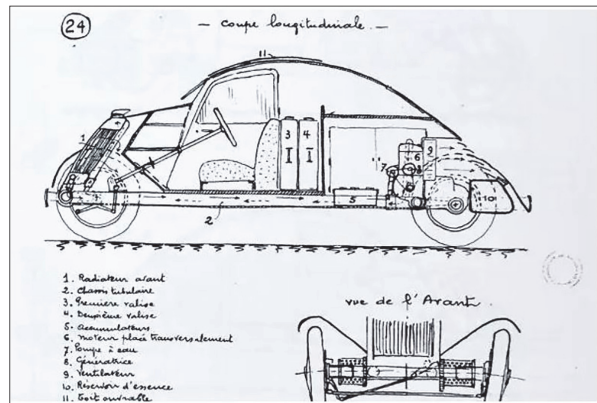 24
— coupe longitudinale —
11
1
3
4
6
9
7
8
10
5
2
1. Radiateur avant
2. Chassis tubulaire
3. Première valise
4. Deuxième valise
5. Accumulateurs
6. Moteur placé transversalement
7. Pompe à eau
8. Génératrice
9. Ventilateur
10. Réservoir d'essence
11. Toit ouvrable
vue de l'Avant.